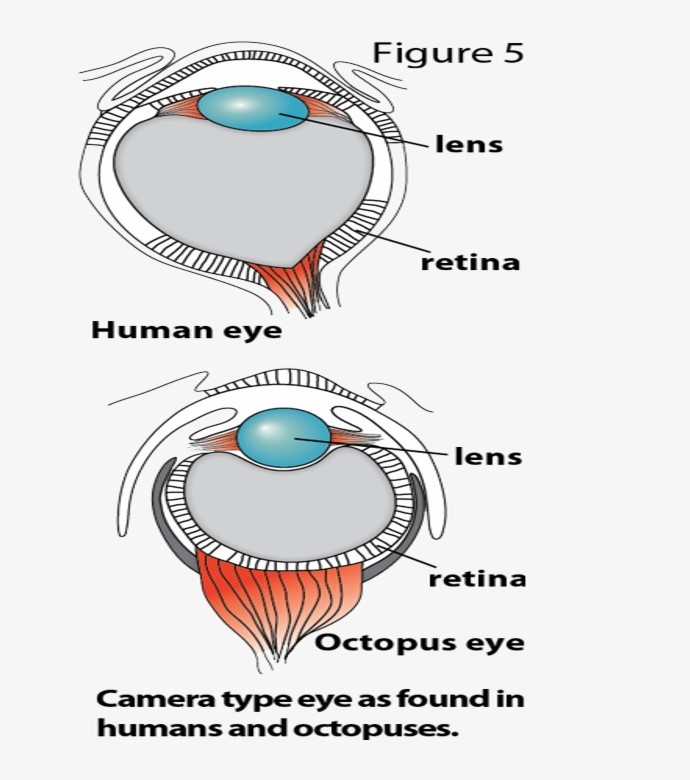 Figure 5
lens
retina
Human eye
lens
retina
Octopus eye
Camera type eye as found in
humans and octopuses.